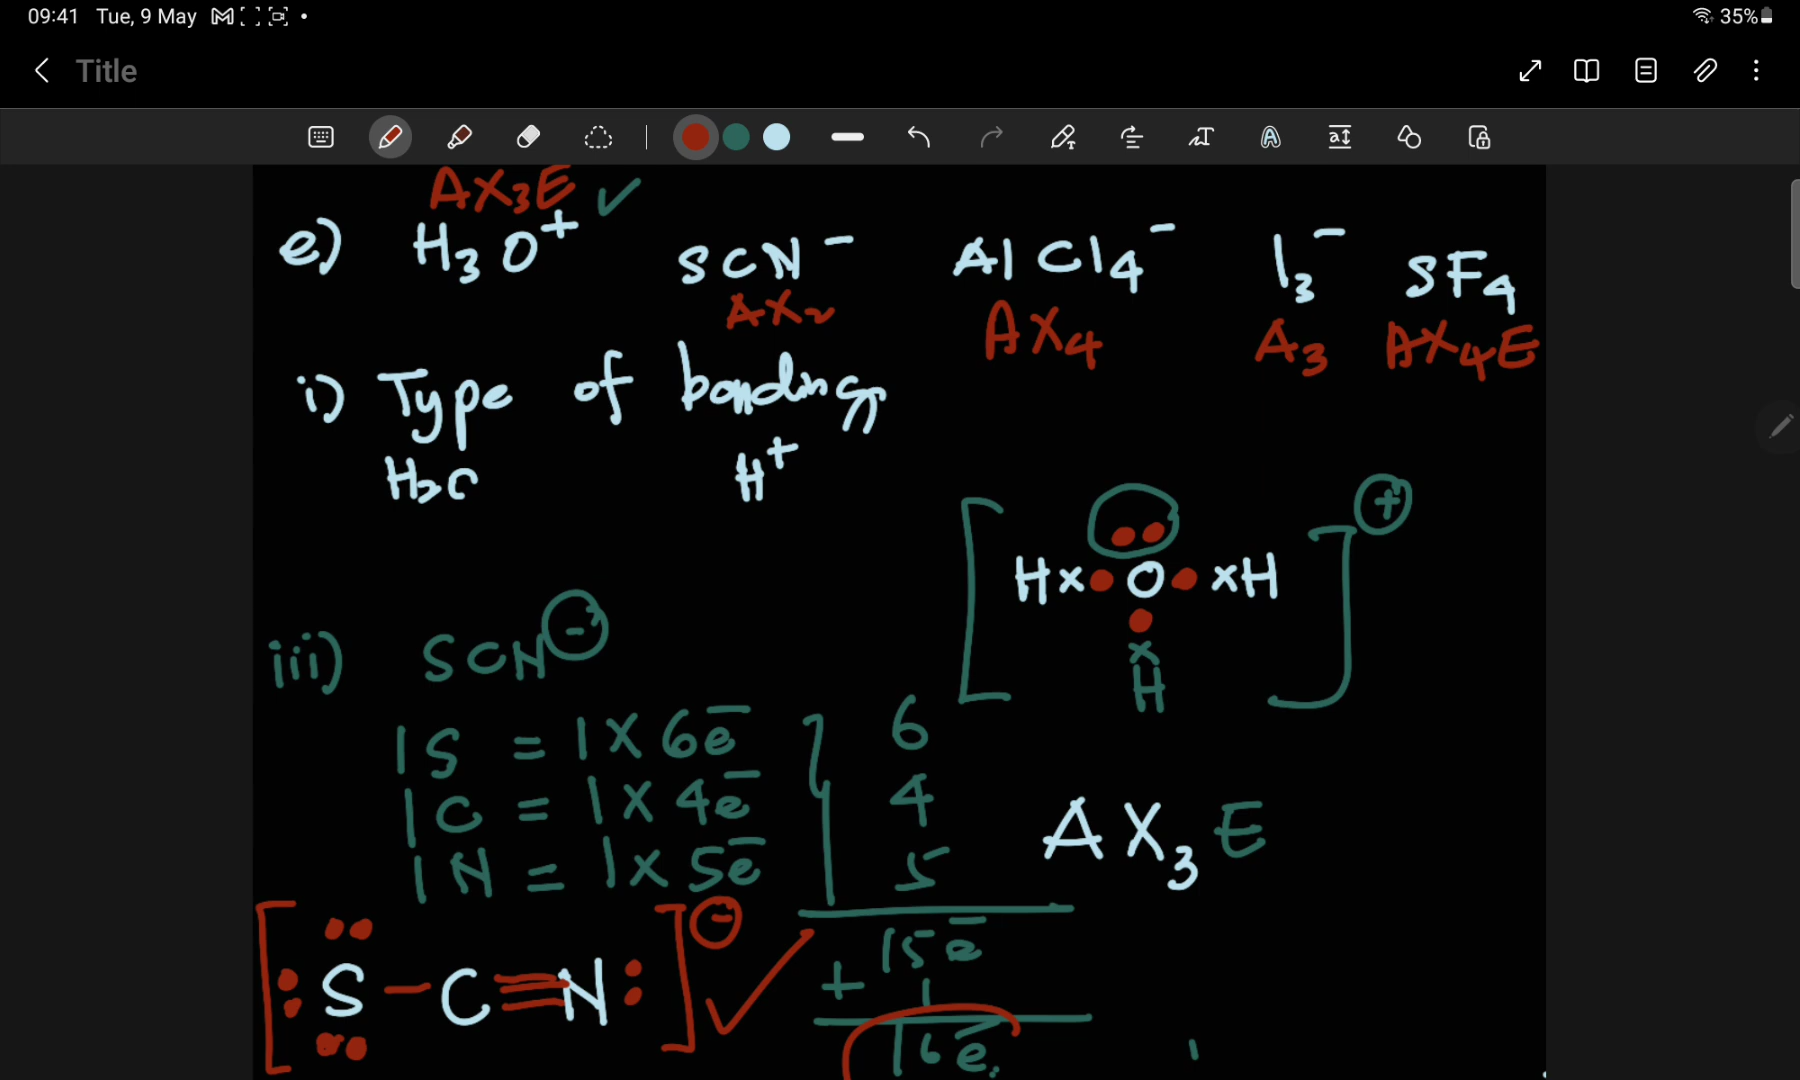 09:41 Tue, 9 May 35%
Title
AX₃E ✓
e) H₃O⁺ SCN⁻ AlCl₄⁻ I₃⁻ SF₄
AX₂ AX₄ A₃ AX₄E
i) Type of bonding
H⁺
[H x • O • x H]⁺
x
H
iii) SCN⁻
1S = 1 x 6e̅ 6
1C = 1 x 4e̅ 4
1N = 1 x 5e̅ 5
AX₃E
15e̅
+ 1
16e̅
[:S - C ≡ N:]⁻ ✓